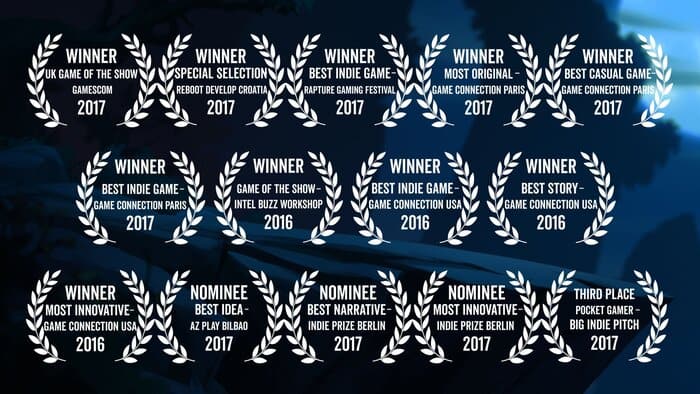 WINNER
UK GAME OF THE SHOW
GAMESCOM
2017
WINNER
SPECIAL SELECTION
REBOOT DEVELOP CROATIA
2017
WINNER
BEST INDIE GAME-
RAPTURE GAMING FESTIVAL
2017
WINNER
MOST ORIGINAL -
GAME CONNECTION PARIS
2017
WINNER
BEST CASUAL GAME-
GAME CONNECTION PARIS
2017
WINNER
BEST INDIE GAME-
GAME CONNECTION PARIS
2017
WINNER
GAME OF THE SHOW-
INTEL BUZZ WORKSHOP
2016
WINNER
BEST INDIE GAME-
GAME CONNECTION USA
2016
WINNER
BEST STORY-
GAME CONNECTION USA
2016
WINNER
MOST INNOVATIVE-
GAME CONNECTION USA
2016
NOMINEE
BEST IDEA-
AZ PLAY BILBAO
2017
NOMINEE
BEST NARRATIVE-
INDIE PRIZE BERLIN
2017
NOMINEE
MOST INNOVATIVE-
INDIE PRIZE BERLIN
2017
THIRD PLACE
POCKET GAMER-
BIG INDIE PITCH
2017